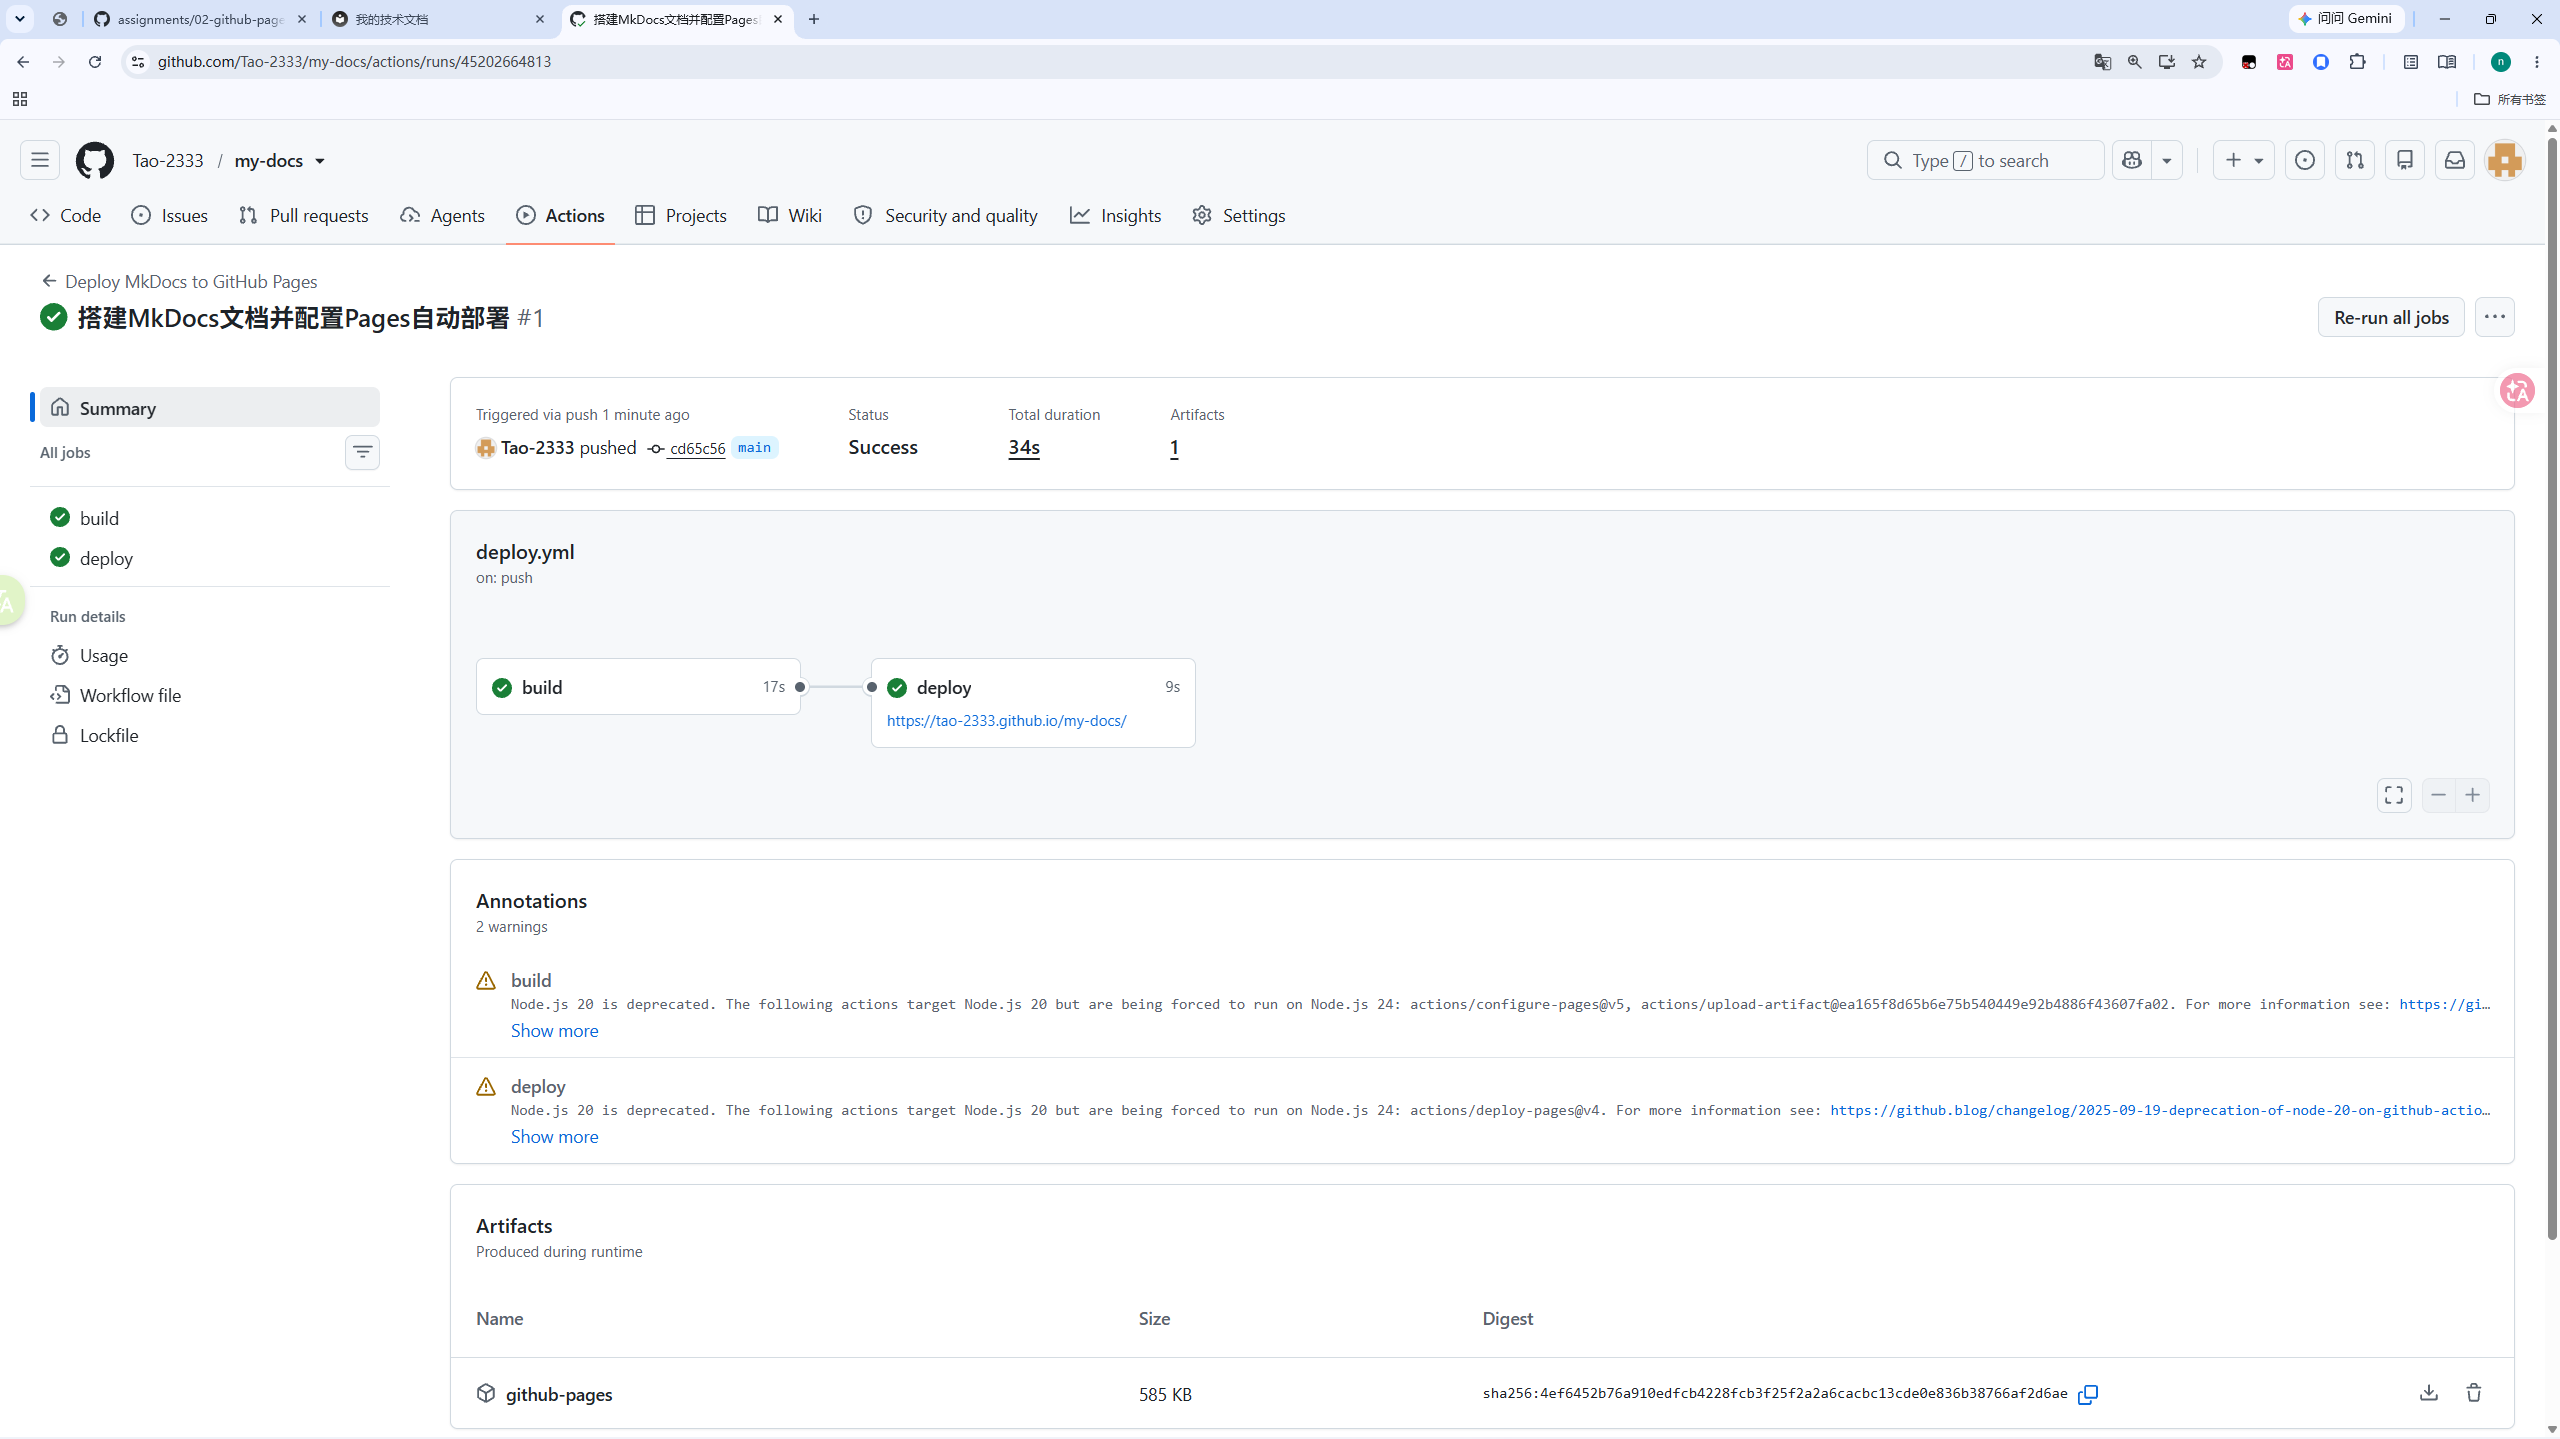 assignments/02-github-page
我的技术文档
搭建MkDocs文档并配置Pages
问问 Gemini
github.com/Tao-2333/my-docs/actions/runs/45202664813
n
所有书签
Tao-2333 / my-docs
Type / to search
Code
Issues
Pull requests
Agents
Actions
Projects
Wiki
Security and quality
Insights
Settings
Deploy MkDocs to GitHub Pages
搭建MkDocs文档并配置Pages自动部署 #1
Re-run all jobs
Summary
All jobs
build
deploy
Run details
Usage
Workflow file
Lockfile
Triggered via push 1 minute ago
Tao-2333 pushed cd65c56 main
Status
Success
Total duration
34s
Artifacts
1
deploy.yml
on: push
build 17s
deploy 9s
https://tao-2333.github.io/my-docs/
Annotations
2 warnings
build
Node.js 20 is deprecated. The following actions target Node.js 20 but are being forced to run on Node.js 24: actions/configure-pages@v5, actions/upload-artifact@ea165f8d65b6e75b540449e92b4886f43607fa02. For more information see: https://gi…
Show more
deploy
Node.js 20 is deprecated. The following actions target Node.js 20 but are being forced to run on Node.js 24: actions/deploy-pages@v4. For more information see: https://github.blog/changelog/2025-09-19-deprecation-of-node-20-on-github-actio…
Show more
Artifacts
Produced during runtime
Name Size Digest
github-pages 585 KB sha256:4ef6452b76a910edfcb4228fcb3f25f2a2a6cacbc13cde0e836b38766af2d6ae